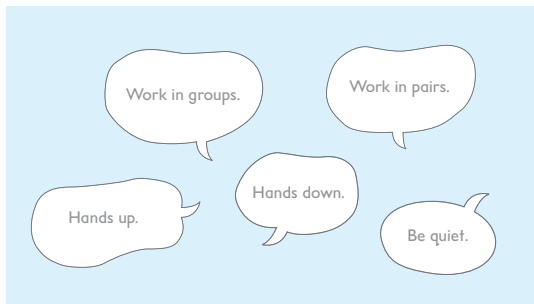 Work in groups.
Work in pairs.
Hands down.
Hands up.
Be quiet.